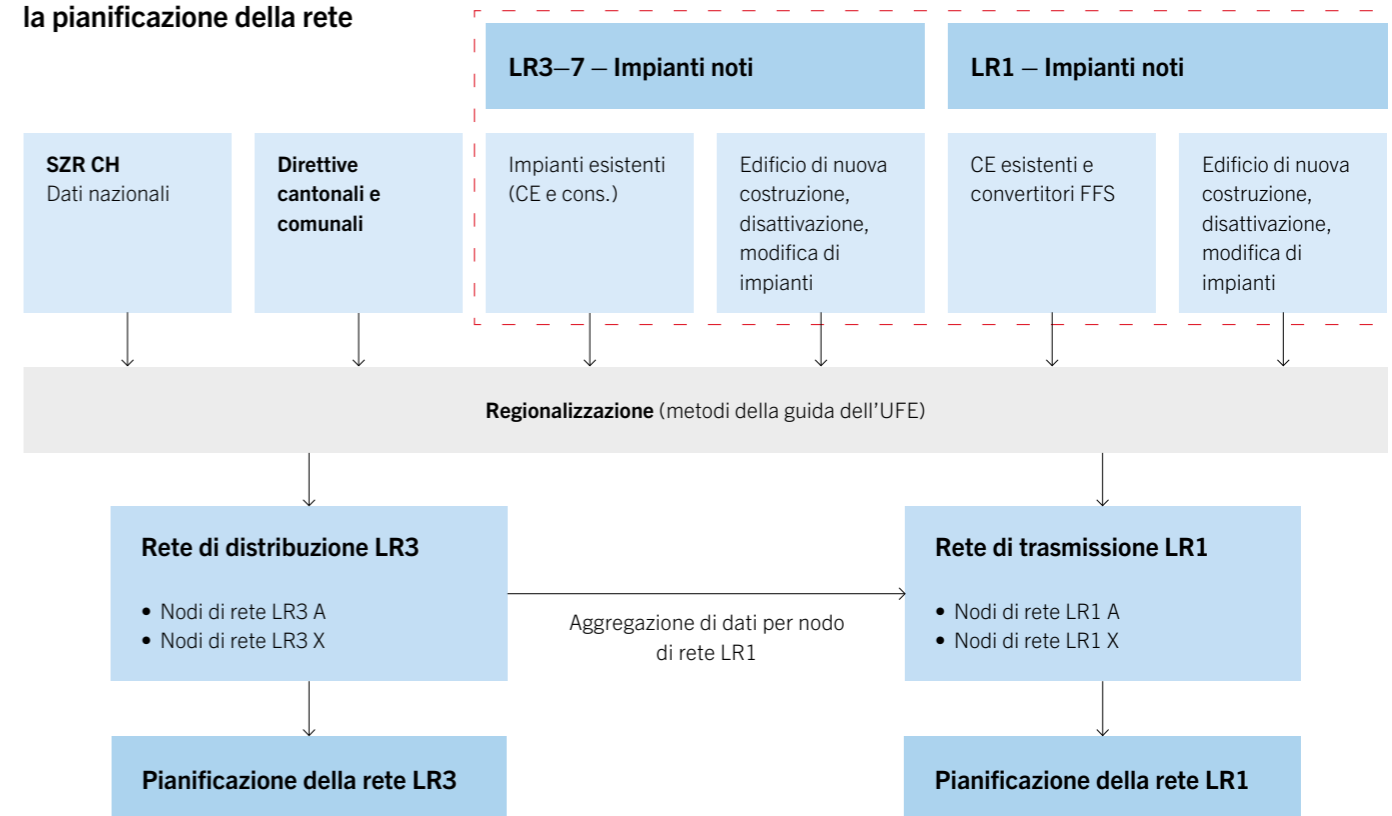 la pianificazione della rete
LR3–7 – Impianti noti
LR1 – Impianti noti
SZR CH
Dati nazionali
Direttive
cantonali e
comunali
Impianti esistenti
(CE e cons.)
Edificio di nuova
costruzione,
disattivazione,
modifica di
impianti
CE esistenti e
convertitori FFS
Edificio di nuova
costruzione,
disattivazione,
modifica di
impianti
Regionalizzazione (metodi della guida dell’UFE)
Rete di distribuzione LR3
• Nodi di rete LR3 A
• Nodi di rete LR3 X
Aggregazione di dati per nodo
di rete LR1
Rete di trasmissione LR1
• Nodi di rete LR1 A
• Nodi di rete LR1 X
Pianificazione della rete LR3
Pianificazione della rete LR1